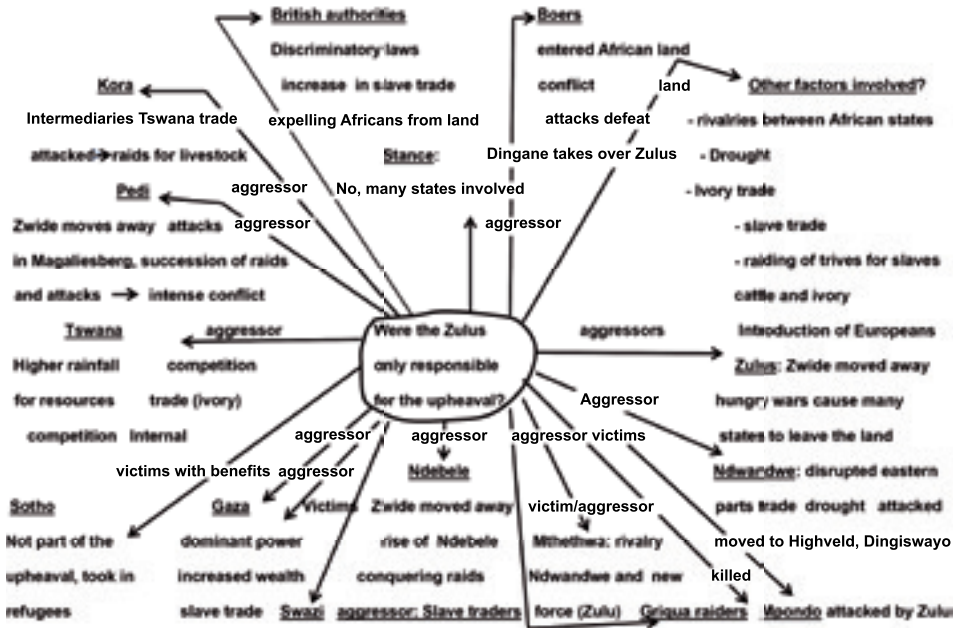 British authorities
Discriminatory laws
increase in slave trade
expelling Africans from land
Boers
entered African land
conflict
attacks defeat
land
Dingane takes over Zulus
aggressor
Other factors involved?
- rivalries between African states
- Drought
- Ivory trade
- slave trade
- raiding of trives for slaves
cattle and ivory
Introduction of Europeans
Kora
Intermediaries Tswana trade
attacked→raids for livestock
aggressor
Pedi
aggressor
Zwide moves away attacks
in Magaliesberg, succession of raids
and attacks → intense conflict
Stance:
No, many states involved
Tswana
aggressor
Higher rainfall competition
for resources trade (ivory)
competition Internal
Were the Zulus
only responsible
for the upheaval?
aggressors
Zulus: Zwide moved away
hungry wars cause many
states to leave the land
Aggressor
Ndwandwe: disrupted eastern
parts trade drought attacked
moved to Highveld, Dingiswayo
killed
victims with benefits
Sotho
Not part of the
upheaval, took in
refugees
aggressor
aggressor
Gaza
dominant power
increased wealth
slave trade
Victims
Swazi
aggressor
Ndebele
Zwide moved away
rise of Ndebele
conquering raids
aggressor: Slave traders
aggressor victims
victim/aggressor
Mthethwa: rivalry
Ndwandwe and new
force (Zulu)
Griqua raiders
Mpondo attacked by Zulu